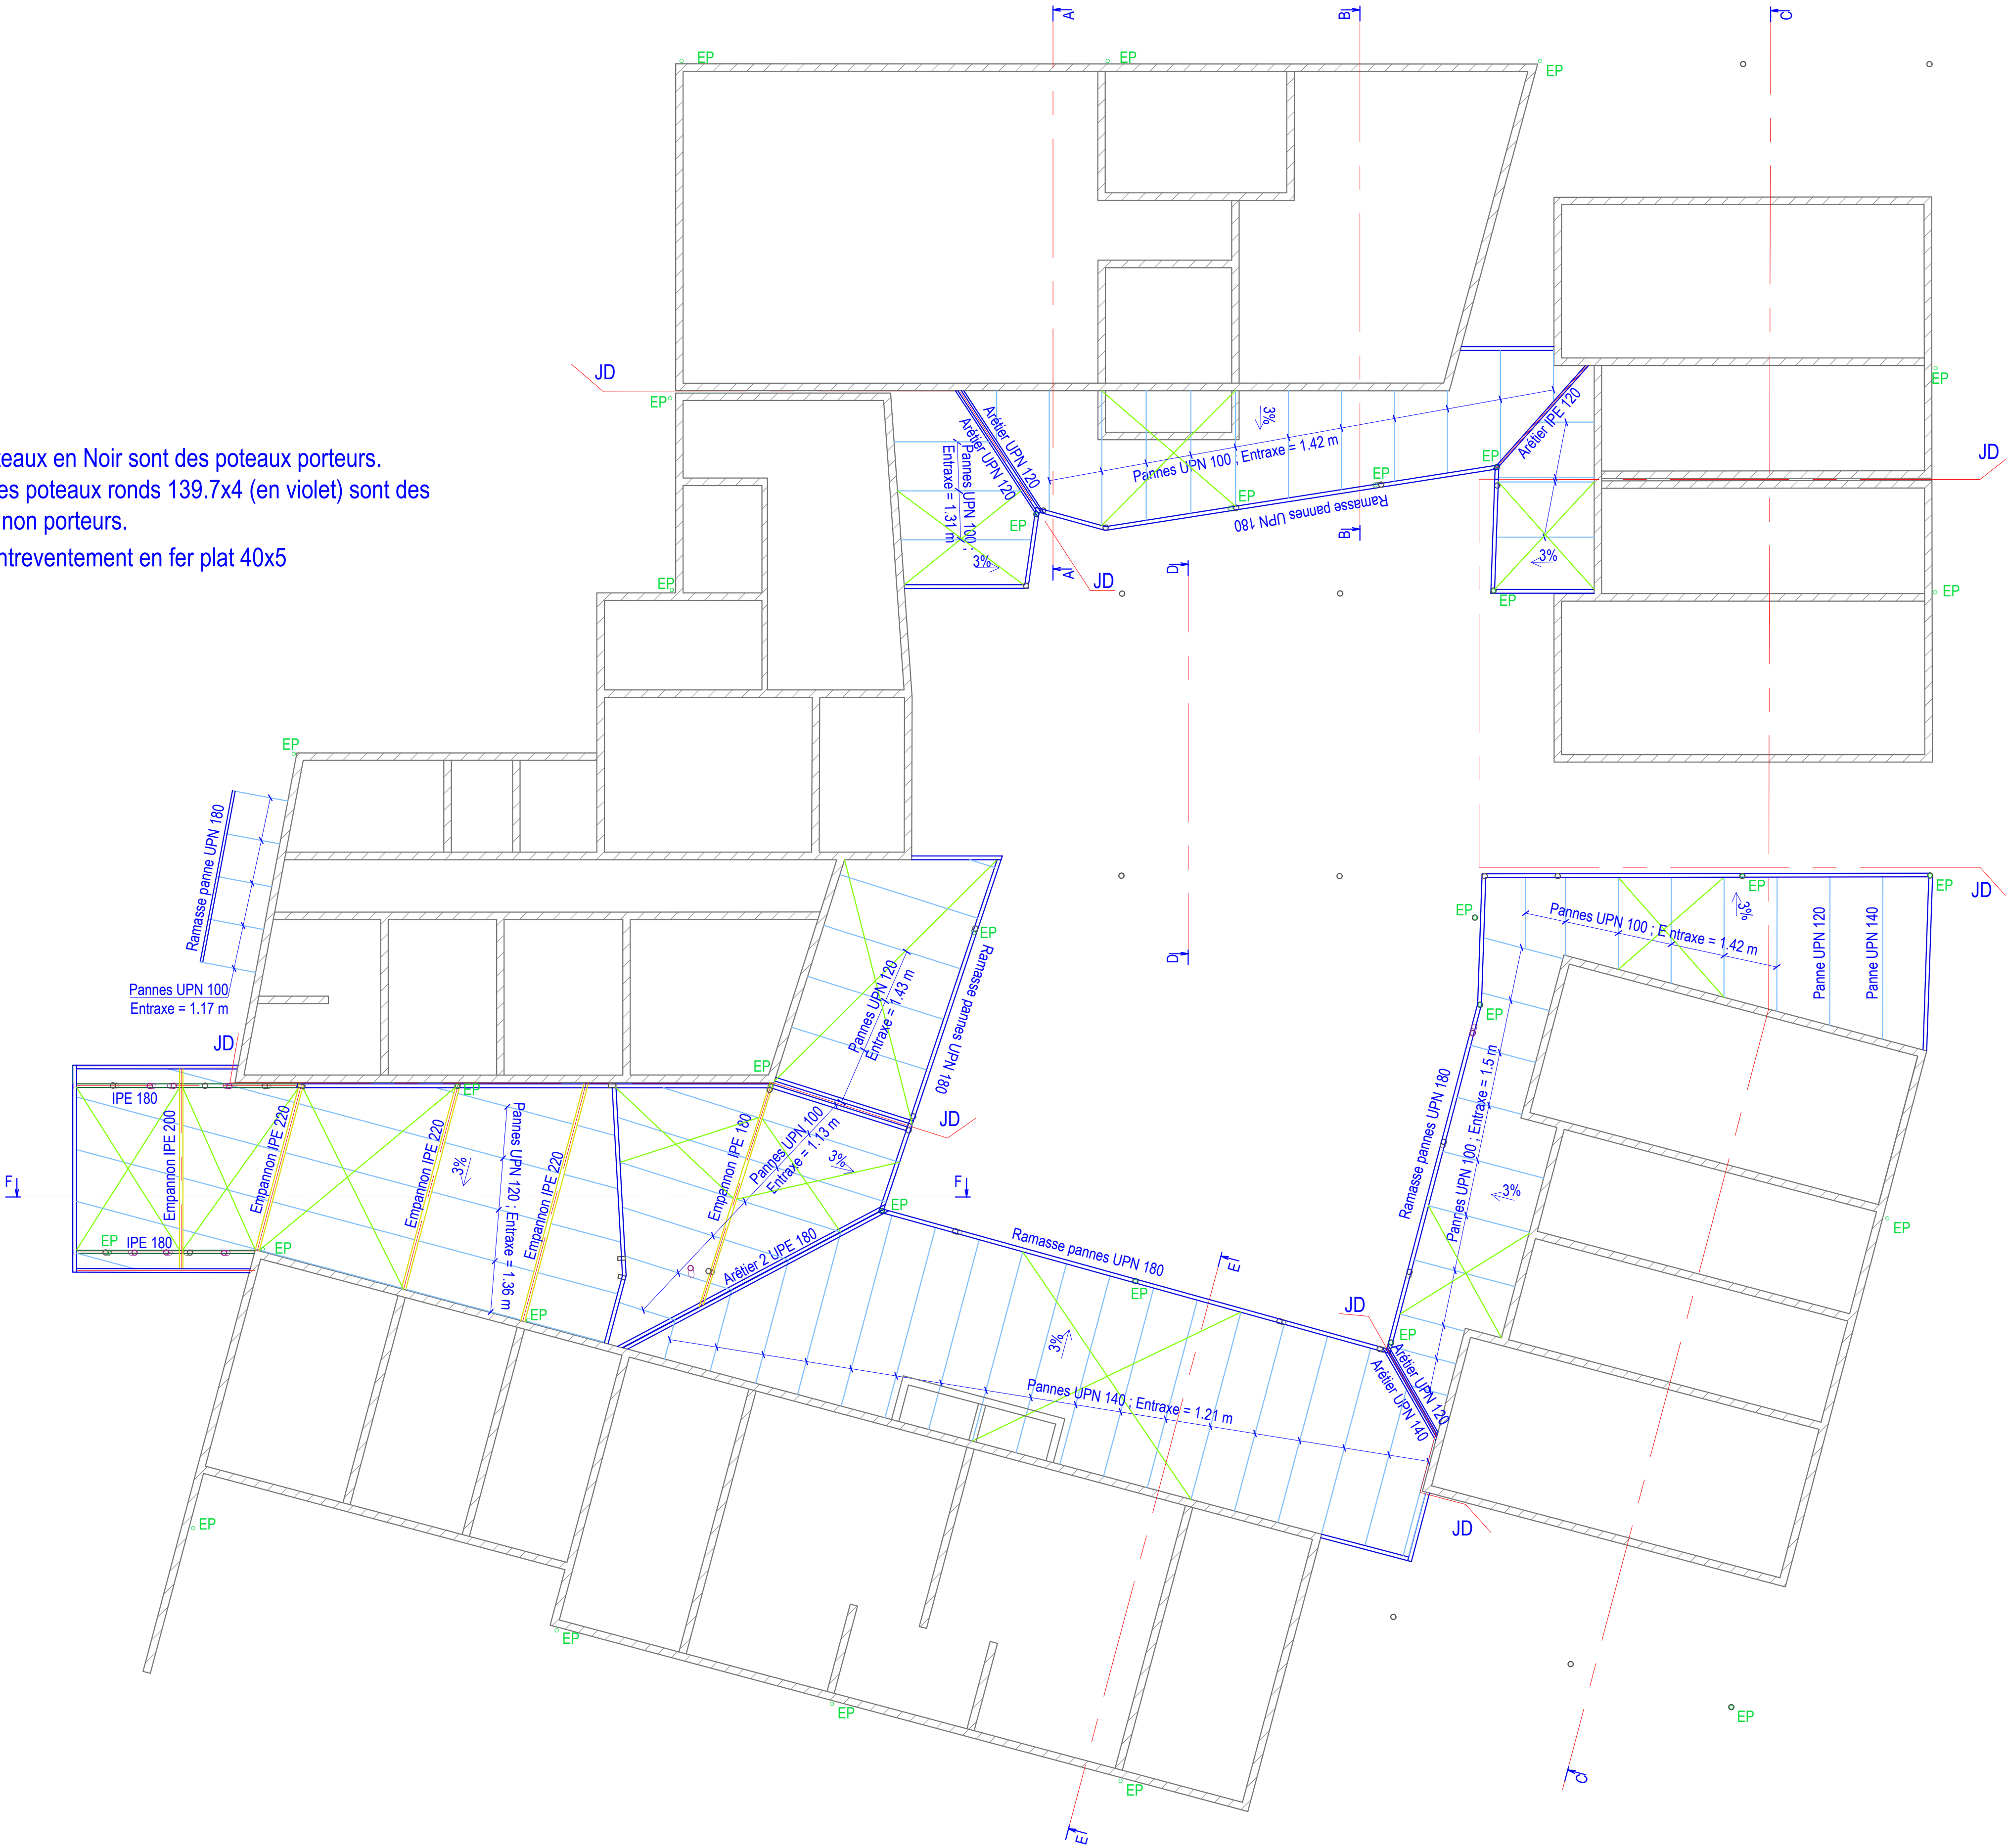 A
B
C
EP
EP
EP
JD
EP
Arêtier UPN 120
Arêtier UPN 120
3%
Pannes UPN 100 ; Entraxe = 1.42 m
Arêtier IPE 120
EP
JD
teaux en Noir sont des poteaux porteurs.
es poteaux ronds 139.7x4 (en violet) sont des
non porteurs.
ntreventement en fer plat 40x5
Pannes UPN 100 ;
Entraxe = 1.31 m
EP
EP
EP
EP
Ramasse pannes UPN 180
B
3%
A
D
JD
3%
EP
EP
EP
EP
Ramasse panne UPN 180
Pannes UPN 100
Entraxe = 1.17 m
EP
Ramasse pannes UPN 180
Pannes UPN 120
Entraxe = 1.43 m
D
JD
EP
EP
3%
Pannes UPN 100 ; Entraxe = 1.42 m
Panne UPN 120
Panne UPN 140
EP
JD
EP
JD
IPE 180
Empannon IPE 200
Empannon IPE 220
Empannon IPE 220
EP
3%
Pannes UPN 120 ; Entraxe = 1.36 m
Empannon IPE 220
Empannon IPE 180
Pannes UPN 100
Entraxe = 1.13 m
3%
Ramasse pannes UPN 180
Pannes UPN 100 ; Entraxe = 1.5 m
3%
F
F
EP
EP
EP
IPE 180
EP
Arêtier 2 UPE 180
Ramasse pannes UPN 180
E
EP
EP
JD
3%
EP
Arêtier UPN 120
Arêtier UPN 140
Pannes UPN 140 ; Entraxe = 1.21 m
JD
EP
EP
EP
EP
EP
C
E